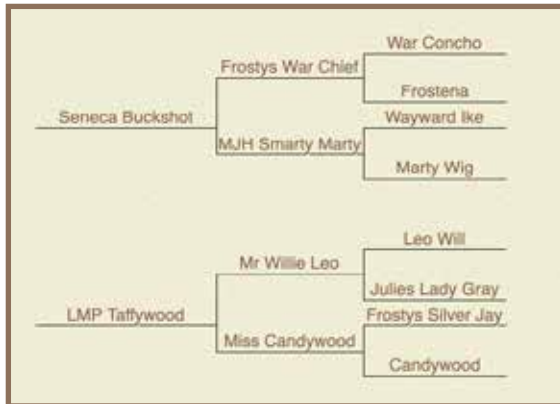 War Concho
Frostys War Chief
Frostena
Seneca Buckshot
Wayward Ike
MJH Smarty Marty
Marty Wig
Leo Will
Mr Willie Leo
Julies Lady Gray
LMP Taffywood
Frostys Silver Jay
Miss Candywood
Candywood